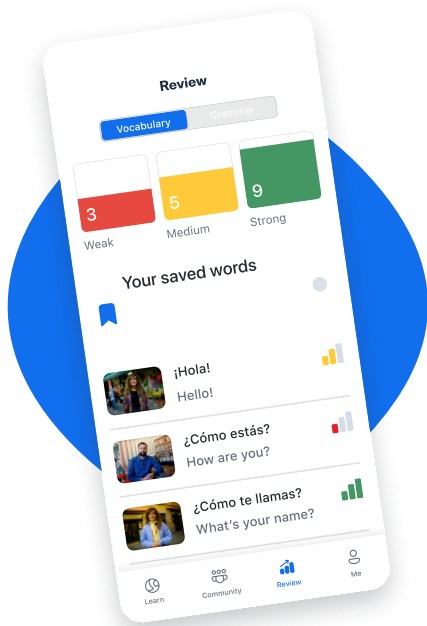 Review
Vocabulary Grammar
3 5 9
Weak Medium Strong
Your saved words
¡Hola!
Hello!
¿Cómo estás?
How are you?
¿Cómo te llamas?
What's your name?
Learn Community Review Me